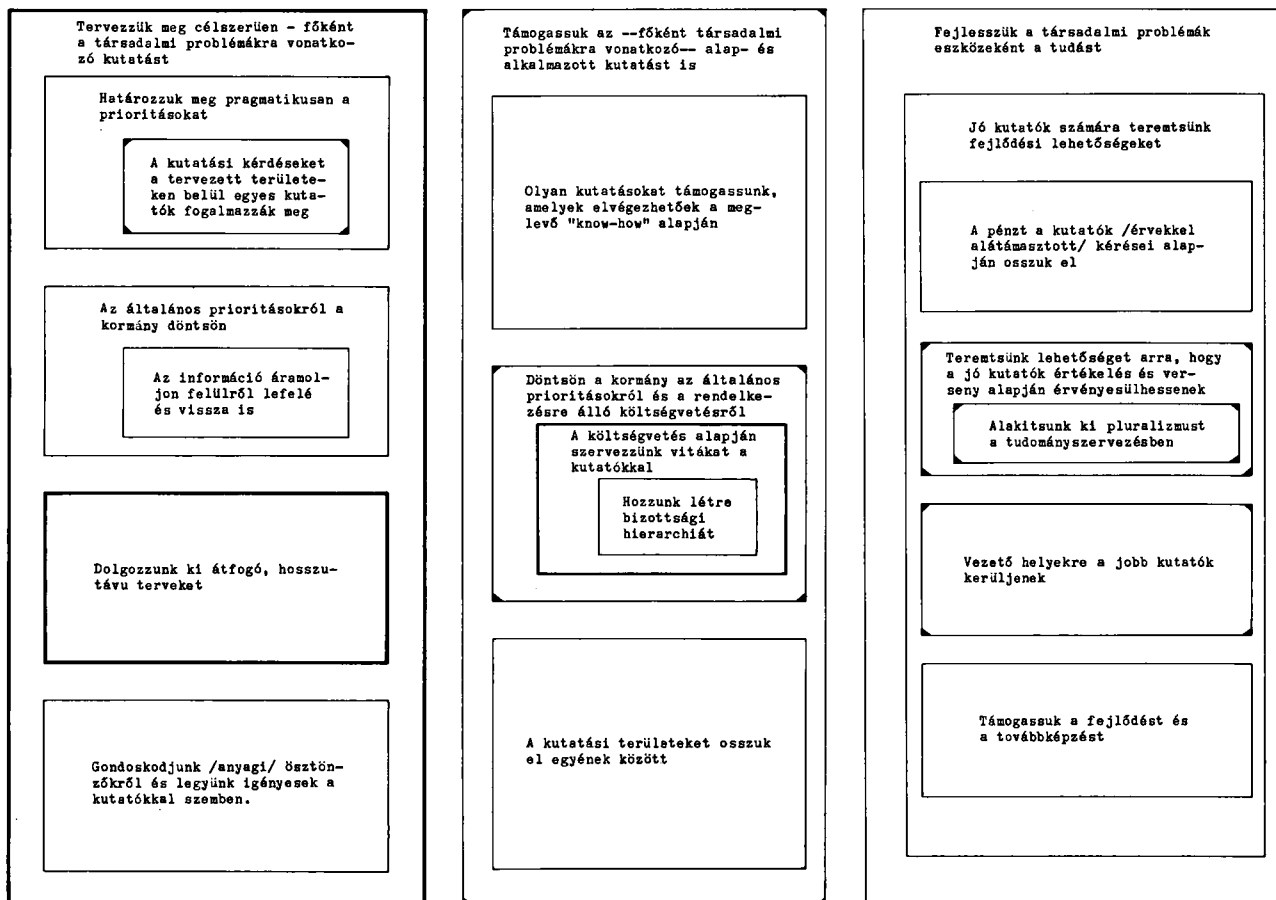 Tervezzük meg célszerüen - főként
a társadalmi problémákra vonatko-
zó kutatást
Határozzuk meg pragmatikusan a
prioritásokat
A kutatási kérdéseket
a tervezett területe-
ken belül egyes kuta-
tók fogalmazzák meg
Az általános prioritásokról a
kormány döntsön
Az információ áramol-
jon felülről lefelé
és vissza is
Dolgozzunk ki átfogó, hosszu-
távu terveket
Gondoskodjunk /anyagi/ ösztön-
zőkről és legyünk igényesek a
kutatókkal szemben.
Támogassuk az --főként társadalmi
problémákra vonatkozó-- alap- és
alkalmazott kutatást is
Olyan kutatásokat támogassunk,
amelyek elvégezhetőek a meg-
levő "know-how" alapján
Döntsön a kormány az általános
prioritásokról és a rendelke-
zésre álló költségvetésről
A költségvetés alapján
szervezzünk vitákat a
kutatókkal
Hozzunk létre
bizottsági
hierarchiát
A kutatási területeket osszuk
el egyének között
Fejlesszük a társadalmi problémák
eszközeként a tudást
Jó kutatók számára teremtsünk
fejlődési lehetőségeket
A pénzt a kutatók /érvekkel
alátámasztott/ kérései alap-
ján osszuk el
Teremtsünk lehetőséget arra, hogy
a jó kutatók értékelés és ver-
seny alapján érvényesülhessenek
Alakitsunk ki pluralizmust
a tudományszervezésben
Vezető helyekre a jobb kutatók
kerüljenek
Támogassuk a fejlődést és
a továbbképzést